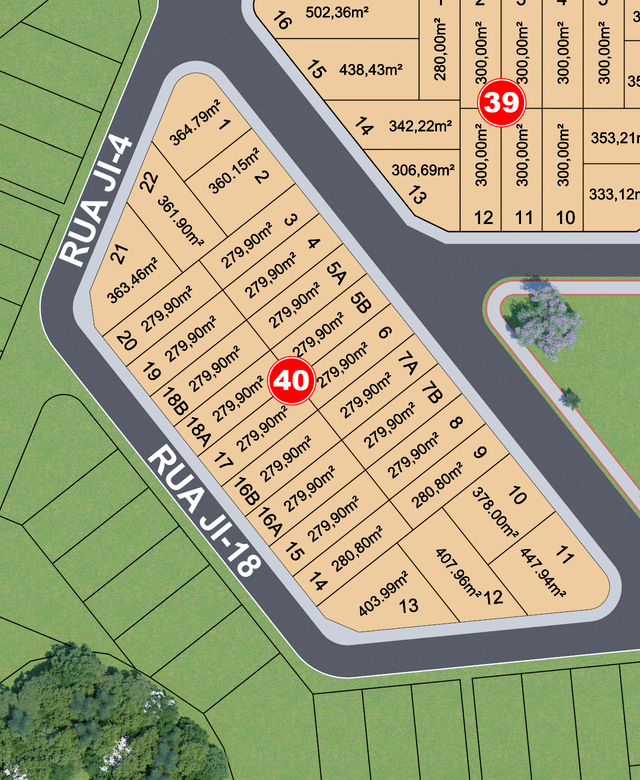 502,36m²
16
438,43m²
15
14
342,22m²
306,69m²
13
280,00m²
300,00m²
300,00m²
300,00m²
300,00m²
39
300,00m²
300,00m²
300,00m²
12
11
10
353,21
333,12
RUA JI-4
364.79m²
1
360.15m²
2
22
361.90m²
21
363.46m²
279,90m²
3
279,90m²
4
279,90m²
5A
279,90m²
5B
279,90m²
6
279,90m²
7A
279,90m²
7B
279,90m²
8
280,80m²
9
378.00m²
10
447.94m²
11
407.96m²
12
403.99m²
13
40
20
279,90m²
19
279,90m²
18B
279,90m²
18A
279,90m²
17
279,90m²
16B
279,90m²
16A
279,90m²
15
279,90m²
14
280,80m²
RUA JI-18